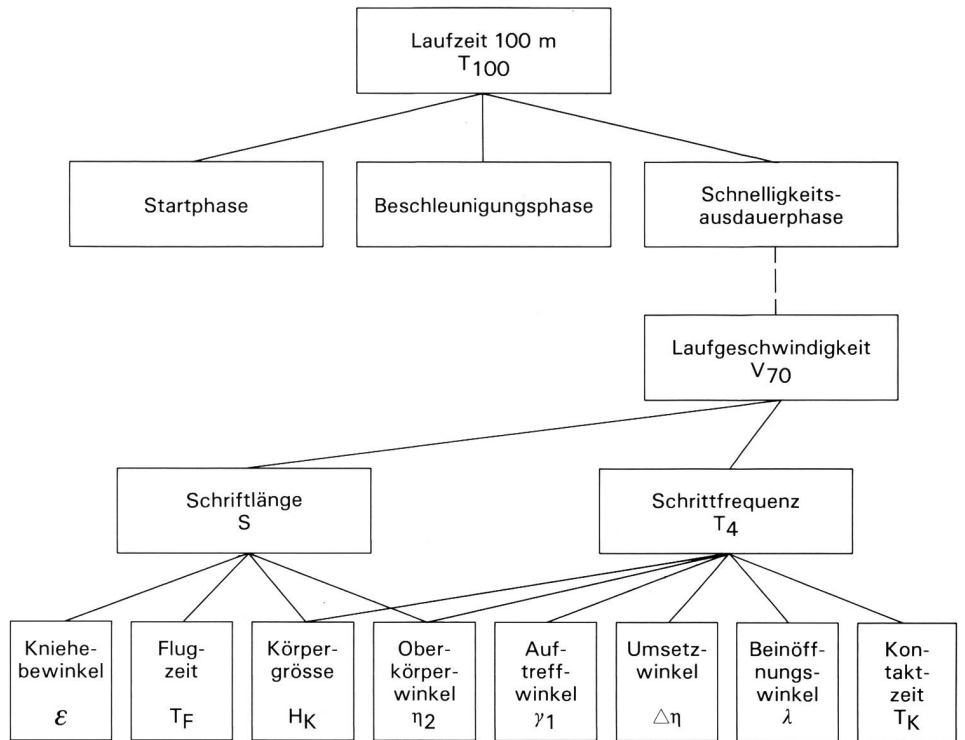 Laufzeit 100 m
T100
Startphase
Beschleunigungsphase
Schnelligkeits-
ausdauerphase
Laufgeschwindigkeit
V70
Schriftlänge
S
Schrittfrequenz
T4
Kniehe-
bewinkel
ε
Flug-
zeit
TF
Körper-
grösse
HK
Ober-
körper-
winkel
η2
Auf-
treff-
winkel
γ1
Umsetz-
winkel
△η
Beinöff-
nungs-
winkel
λ
Kon-
takt-
zeit
TK